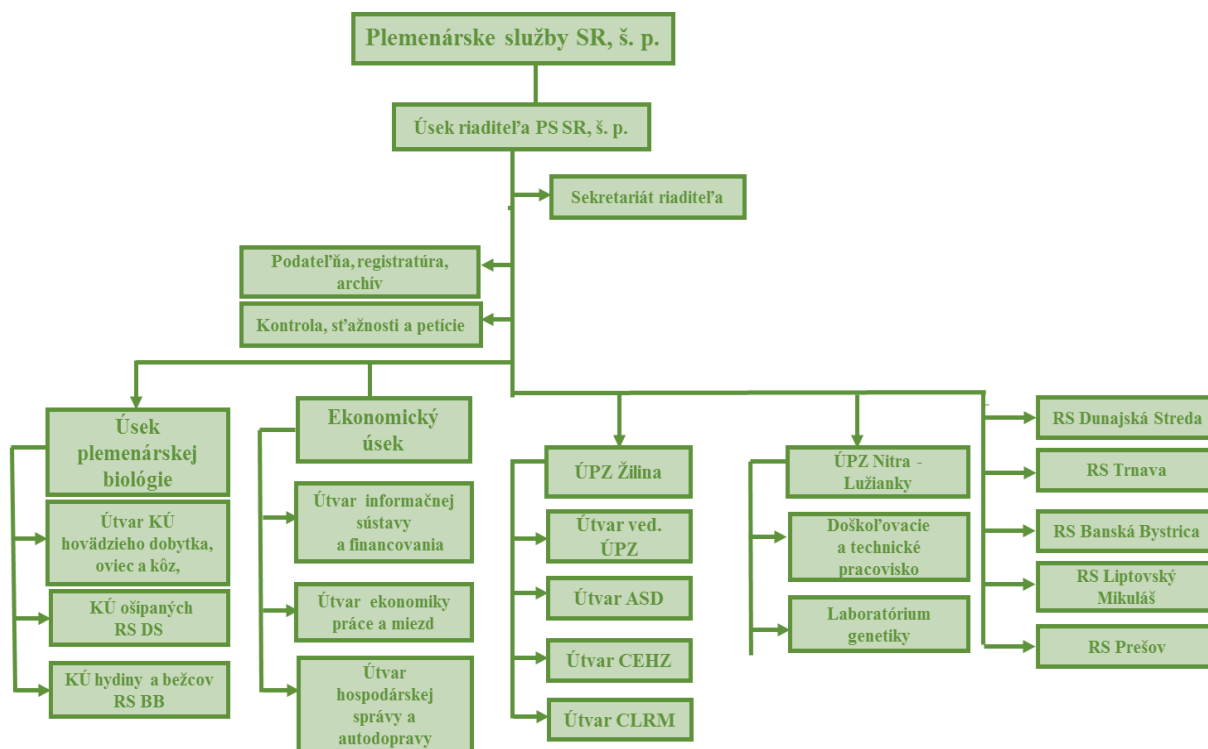 Plemenárske služby SR, š. p.
Úsek riaditeľa PS SR, š. p.
Sekretariát riaditeľa
Podateľňa, registratúra,
archív
Kontrola, sťažnosti a petície
Úsek
plemenárskej
biológie
Útvar KÚ
hovädzieho dobytka,
oviec a kôz,
KÚ ošípaných
RS DS
KÚ hydiny a bežcov
RS BB
Ekonomický
úsek
Útvar informačnej
sústavy
a financovania
Útvar ekonomiky
práce a miezd
Útvar
hospodárskej
správy a
autodopravy
ÚPZ Žilina
Útvar ved.
ÚPZ
Útvar ASD
Útvar CEHZ
Útvar CLRM
ÚPZ Nitra -
Lužianky
Doškoľovacie
a technické
pracovisko
Laboratórium
genetiky
RS Dunajská Streda
RS Trnava
RS Banská Bystrica
RS Liptovský
Mikuláš
RS Prešov